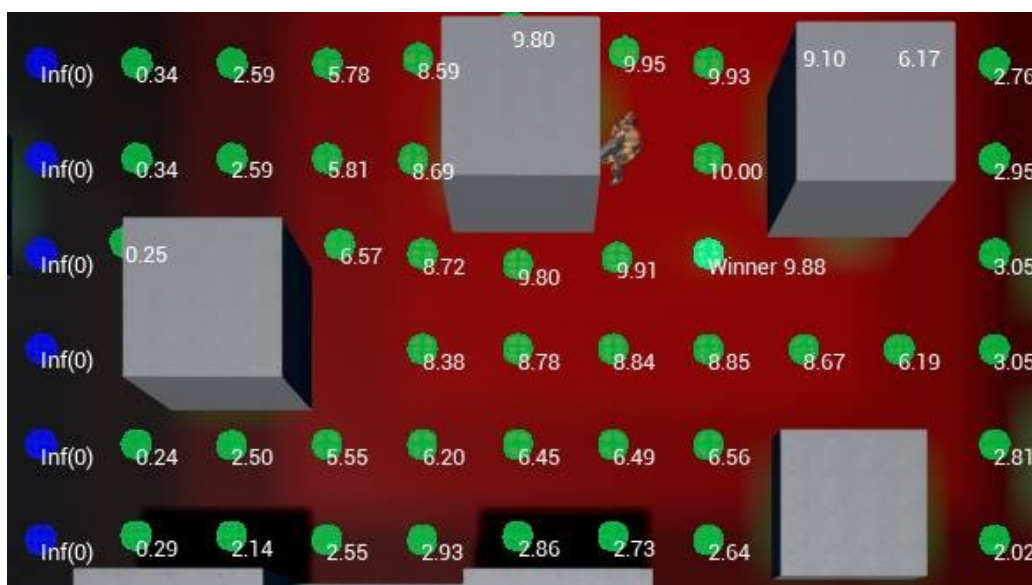 9.80
Inf(0) 0.34 2.59 5.78 8.59 9.95 9.93 9.10 6.17 2.76
Inf(0) 0.34 2.59 5.81 8.69 10.00 2.95
Inf(0) 0.25 6.57 8.72 9.80 9.91 Winner 9.88 3.05
Inf(0) 8.38 8.78 8.84 8.85 8.67 6.19 3.05
Inf(0) 0.24 2.50 5.55 6.20 6.45 6.49 6.56 2.81
Inf(0) 0.29 2.14 2.55 2.93 2.86 2.73 2.64 2.02